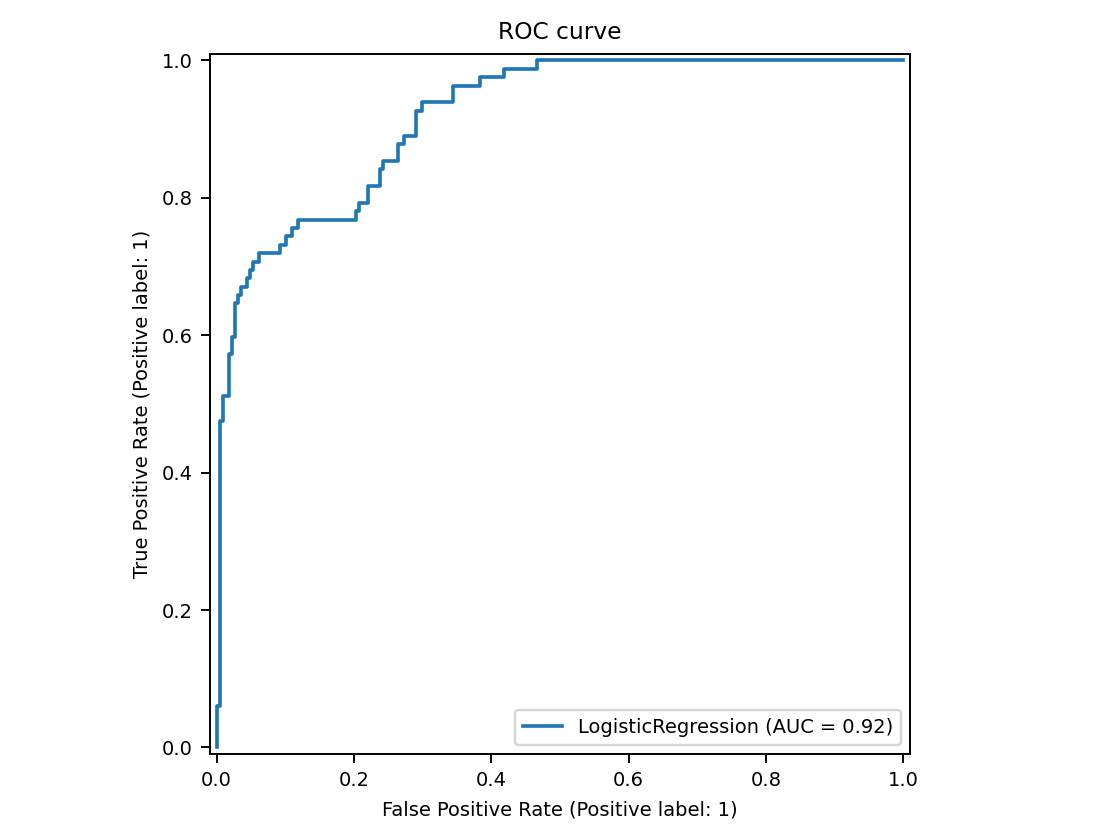 ROC curve
1.0
0.8
0.6
0.4
0.2
0.0
True Positive Rate (Positive label: 1)
LogisticRegression (AUC = 0.92)
0.0 0.2 0.4 0.6 0.8 1.0
False Positive Rate (Positive label: 1)